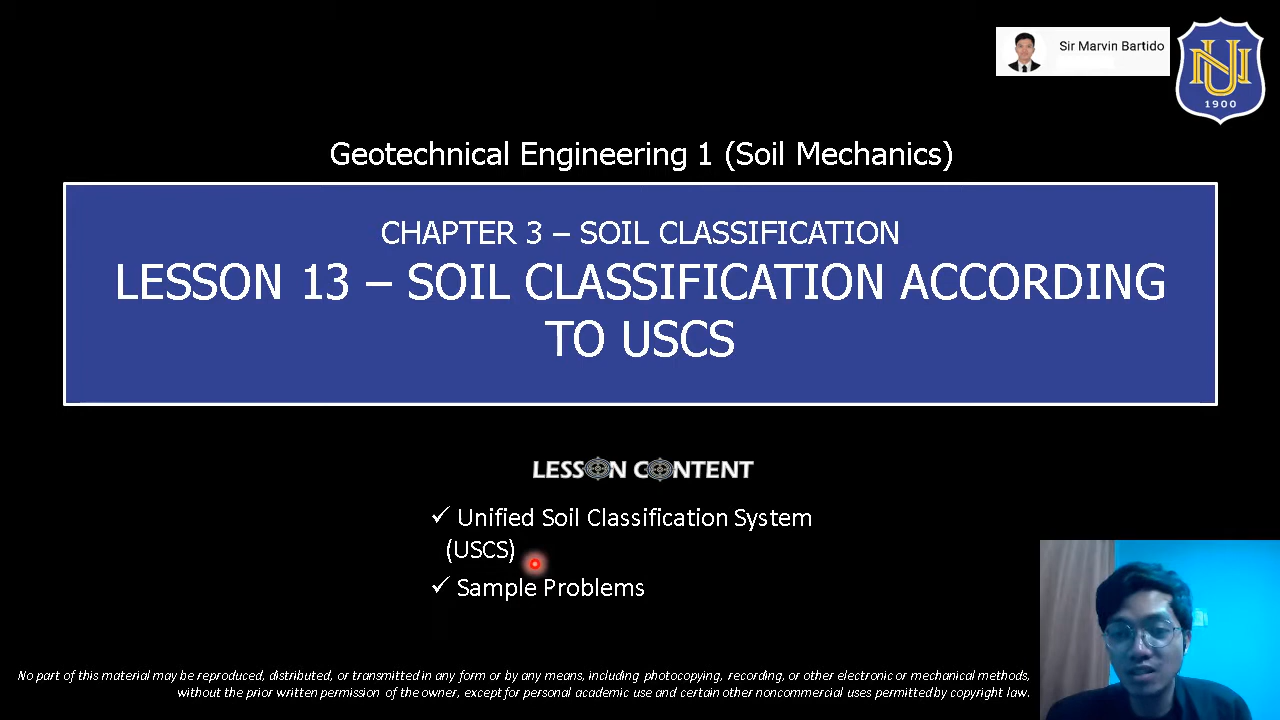 Sir Marvin Bartido
NU
1900
Geotechnical Engineering 1 (Soil Mechanics)
CHAPTER 3 – SOIL CLASSIFICATION
LESSON 13 – SOIL CLASSIFICATION ACCORDING
TO USCS
LESSON CONTENT
✓ Unified Soil Classification System
(USCS)
✓ Sample Problems
No part of this material may be reproduced, distributed, or transmitted in any form or by any means, including photocopying, recording, or other electronic or mechanical methods,
without the prior written permission of the owner, except for personal academic use and certain other noncommercial uses permitted by copyright law.